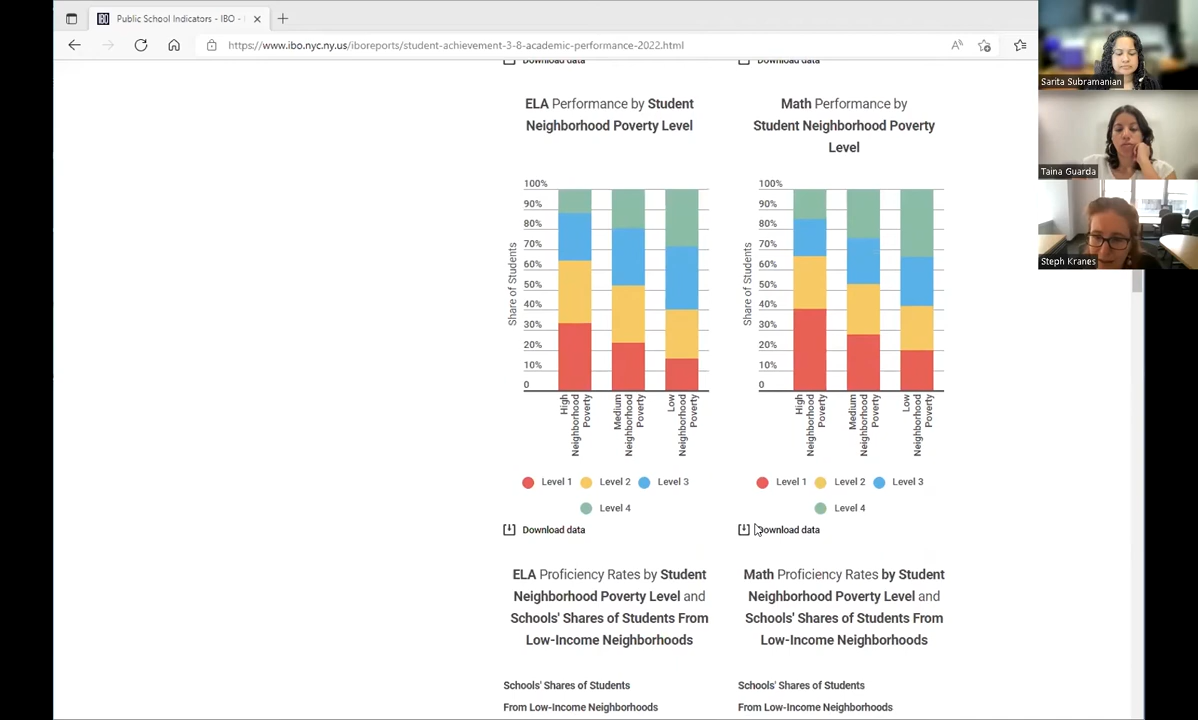 Public School Indicators - IBO -
https://www.ibo.nyc.ny.us/iboreports/student-achievement-3-8-academic-performance-2022.html
Sarita Subramanian
Taina Guarda
Steph Kranes
Download data
Download data
ELA Performance by Student
Neighborhood Poverty Level
100%
90%
80%
70%
60%
50%
40%
30%
20%
10%
0
Share of Students
High
Neighborhood
Poverty
Medium
Neighborhood
Poverty
Low
Neighborhood
Poverty
Level 1
Level 2
Level 3
Level 4
Download data
Math Performance by
Student Neighborhood Poverty
Level
100%
90%
80%
70%
60%
50%
40%
30%
20%
10%
0
Share of Students
High
Neighborhood
Poverty
Medium
Neighborhood
Poverty
Low
Neighborhood
Poverty
Level 1
Level 2
Level 3
Level 4
Download data
ELA Proficiency Rates by Student
Neighborhood Poverty Level and
Schools' Shares of Students From
Low-Income Neighborhoods
Schools' Shares of Students
From Low-Income Neighborhoods
Math Proficiency Rates by Student
Neighborhood Poverty Level and
Schools' Shares of Students From
Low-Income Neighborhoods
Schools' Shares of Students
From Low-Income Neighborhoods